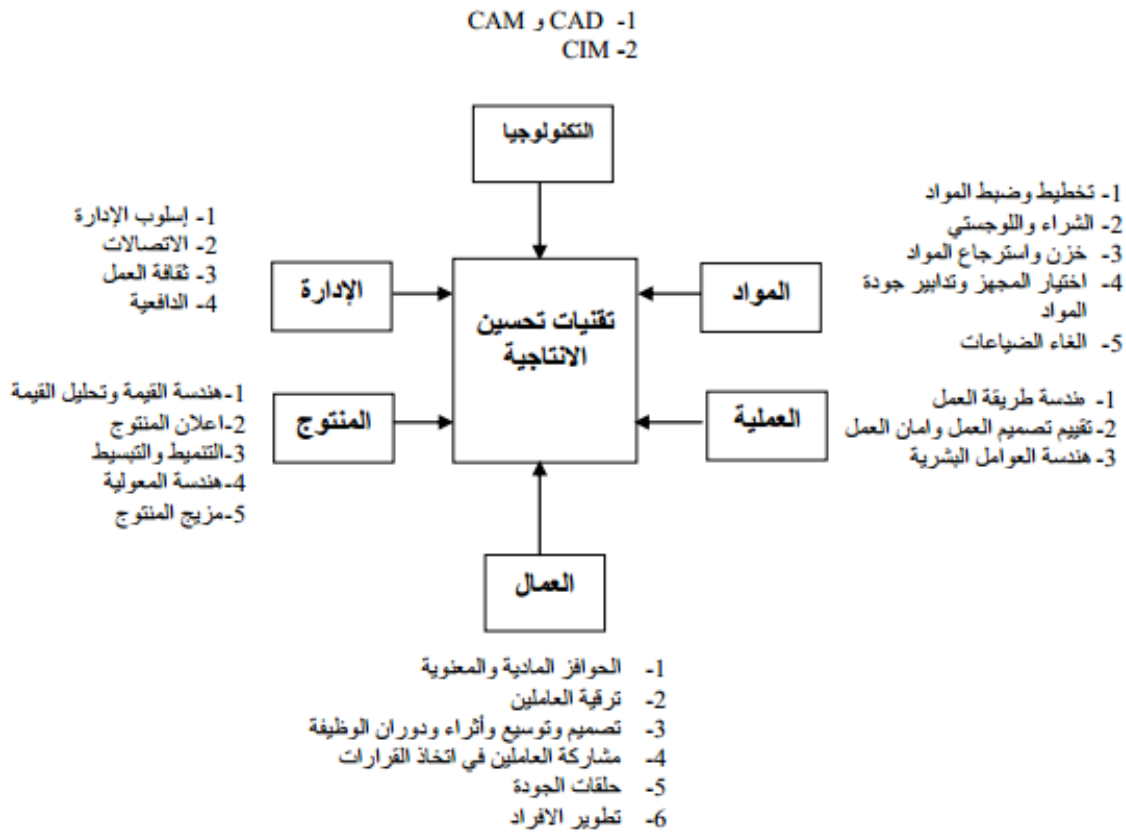 1- CAD و CAM
2- CIM
التكنولوجيا
1- تخطيط وضبط المواد
2- الشراء واللوجستي
3- خزن واسترجاع المواد
4- اختيار المجهز وتدابير جودة
المواد
5- الغاء الضياعات
المواد
تقنيات تحسين
الانتاجية
الإدارة
1- إسلوب الإدارة
2- الاتصالات
3- ثقافة العمل
4- الدافعية
1- هندسة طريقة العمل
2- تقييم تصميم العمل وامان العمل
3- هندسة العوامل البشرية
العملية
المنتوج
1-هندسة القيمة وتحليل القيمة
2-اعلان المنتوج
3-التنميط والتبسيط
4-هندسة المعولية
5-مزيج المنتوج
العمال
1- الحوافز المادية والمعنوية
2- ترقية العاملين
3- تصميم وتوسيع وأثراء ودوران الوظيفة
4- مشاركة العاملين في اتخاذ القرارات
5- حلقات الجودة
6- تطوير الافراد